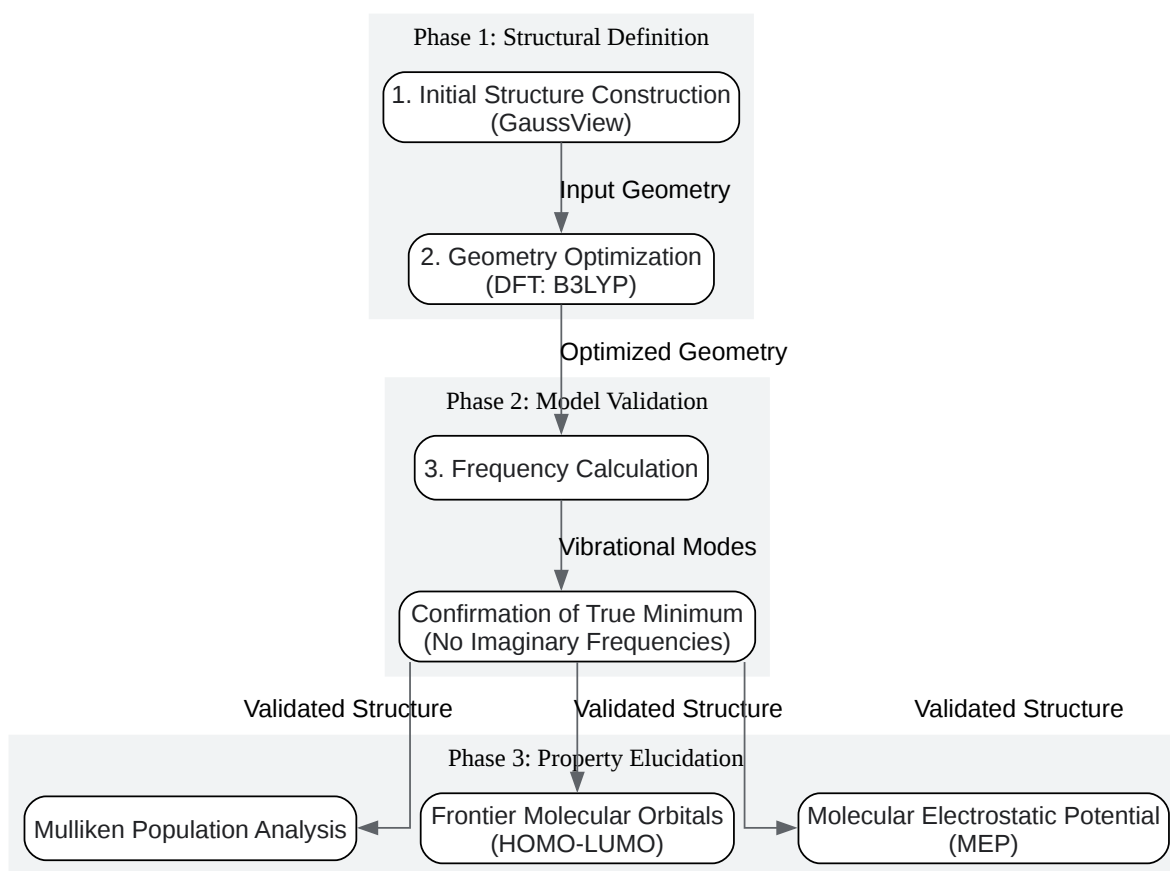 Phase 1: Structural Definition
1. Initial Structure Construction
(GaussView)
Input Geometry
2. Geometry Optimization
(DFT: B3LYP)
Optimized Geometry
Phase 2: Model Validation
3. Frequency Calculation
Vibrational Modes
Confirmation of True Minimum
(No Imaginary Frequencies)
Validated Structure
Validated Structure
Validated Structure
Phase 3: Property Elucidation
Mulliken Population Analysis
Frontier Molecular Orbitals
(HOMO-LUMO)
Molecular Electrostatic Potential
(MEP)